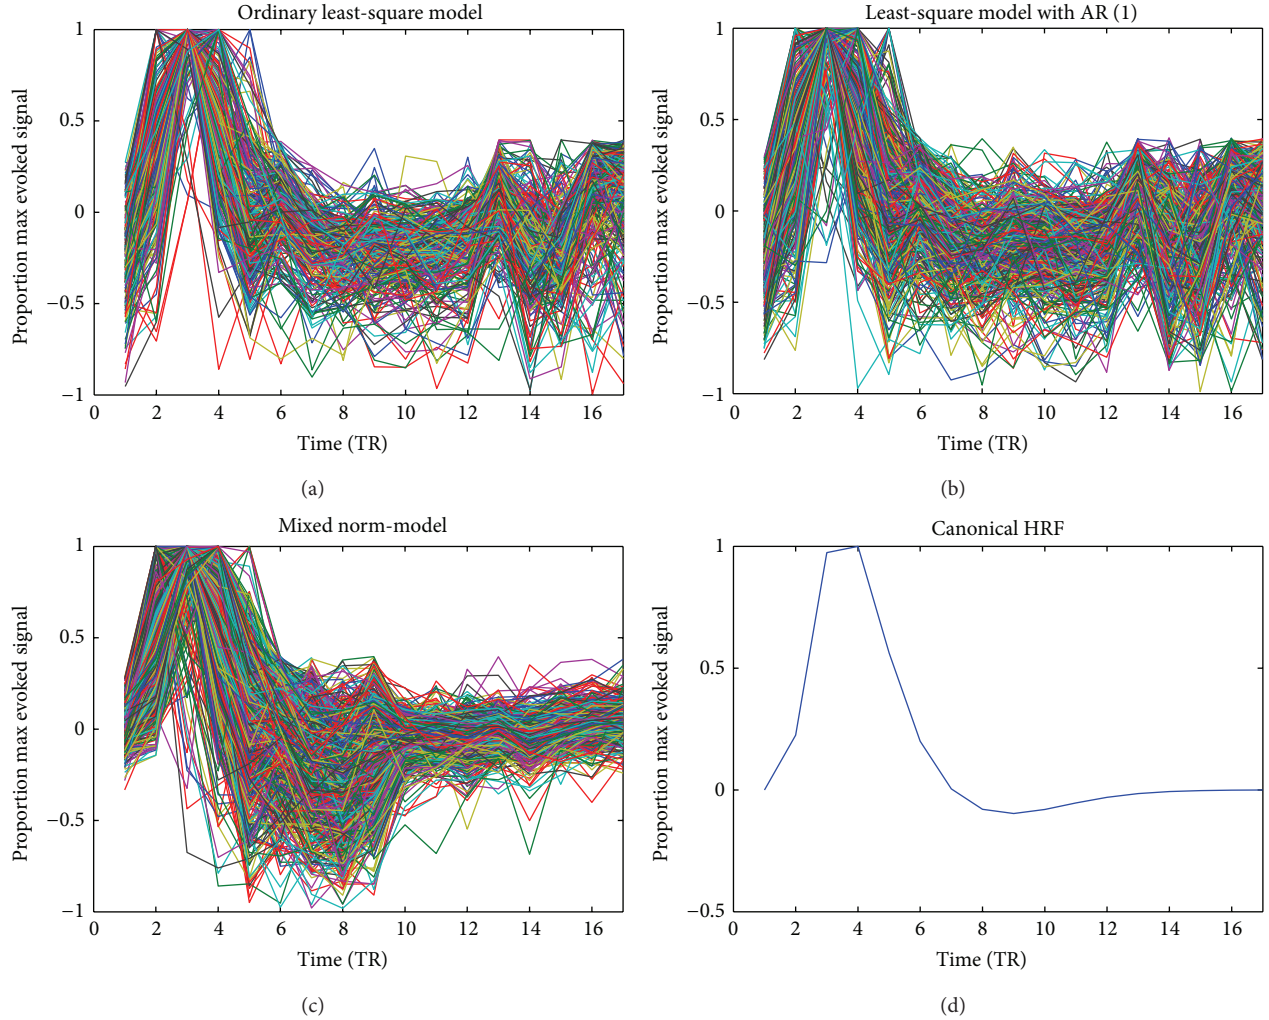 Ordinary least-square model
Proportion max evoked signal
1
0.5
0
−0.5
−1
0 2 4 6 8 10 12 14 16
Time (TR)
(a)
Least-square model with AR (1)
Proportion max evoked signal
1
0.5
0
−0.5
−1
0 2 4 6 8 10 12 14 16
Time (TR)
(b)
Mixed norm-model
Proportion max evoked signal
1
0.5
0
−0.5
−1
0 2 4 6 8 10 12 14 16
Time (TR)
(c)
Canonical HRF
Proportion max evoked signal
1
0.5
0
−0.5
0 2 4 6 8 10 12 14 16
Time (TR)
(d)